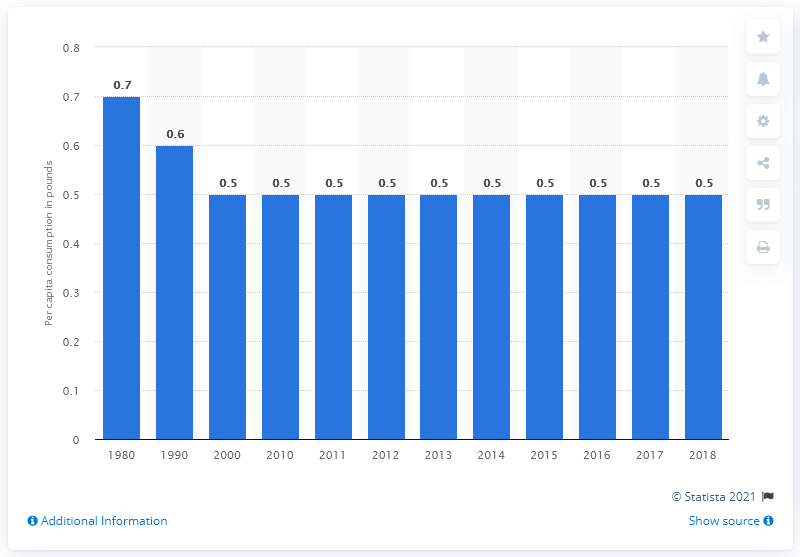 0.8
0.7
0.6
0.5
0.4
0.3
0.2
0.1
0
Per capita consumption in pounds
0.7 0.6 0.5 0.5 0.5 0.5 0.5 0.5 0.5 0.5 0.5 0.5
1980 1990 2000 2010 2011 2012 2013 2014 2015 2016 2017 2018
© Statista 2021
Additional Information
Show source